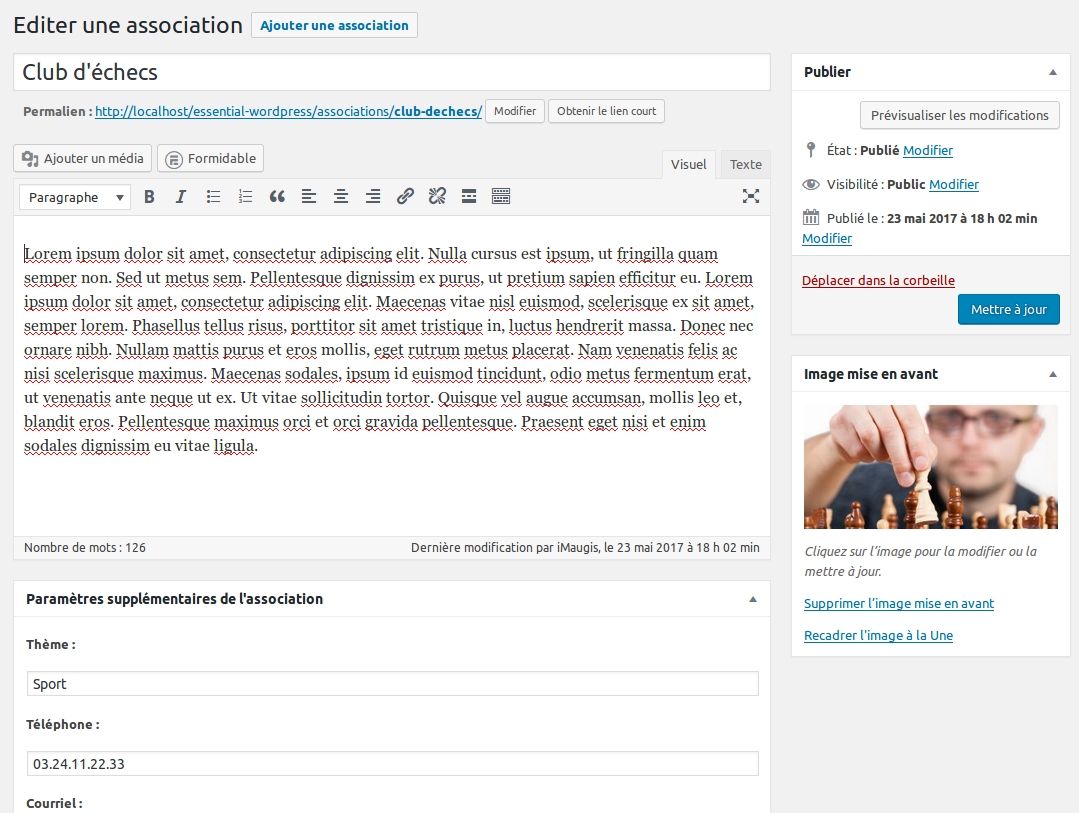 Editer une association Ajouter une association
Club d'échecs
Permalien : http://localhost/essential-wordpress/associations/club-dechecs/ Modifier Obtenir le lien court
Ajouter un média Formidable
Visuel Texte
Paragraphe
Lorem ipsum dolor sit amet, consectetur adipiscing elit. Nulla cursus est ipsum, ut fringilla quam
semper non. Sed ut metus sem. Pellentesque dignissim ex purus, ut pretium sapien efficitur eu. Lorem
ipsum dolor sit amet, consectetur adipiscing elit. Maecenas vitae nisl euismod, scelerisque ex sit amet,
semper lorem. Phasellus tellus risus, porttitor sit amet tristique in, luctus hendrerit massa. Donec nec
ornare nibh. Nullam mattis purus et eros mollis, eget rutrum metus placerat. Nam venenatis felis ac
nisi scelerisque maximus. Maecenas sodales, ipsum id euismod tincidunt, odio metus fermentum erat,
ut venenatis ante neque ut ex. Ut vitae sollicitudin tortor. Quisque vel augue accumsan, mollis leo et,
blandit eros. Pellentesque maximus orci et orci gravida pellentesque. Praesent eget nisi et enim
sodales dignissim eu vitae ligula.
Nombre de mots : 126 Dernière modification par iMaugis, le 23 mai 2017 à 18 h 02 min
Paramètres supplémentaires de l'association
Thème :
Sport
Téléphone :
03.24.11.22.33
Courriel :
Publier
Prévisualiser les modifications
État : Publié Modifier
Visibilité : Public Modifier
Publié le : 23 mai 2017 à 18 h 02 min
Modifier
Déplacer dans la corbeille
Mettre à jour
Image mise en avant
Cliquez sur l'image pour la modifier ou la
mettre à jour.
Supprimer l'image mise en avant
Recadrer l'image à la Une